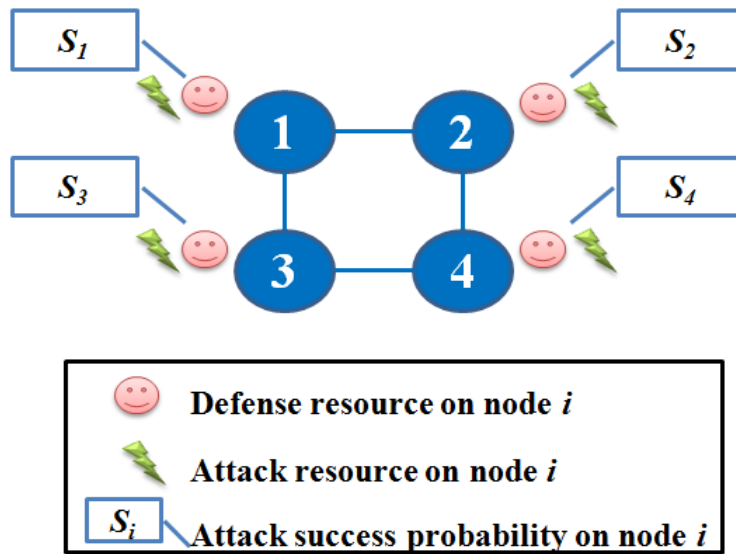 S1
S2
1
2
S3
S4
3
4
Defense resource on node i
Attack resource on node i
Si
Attack success probability on node i